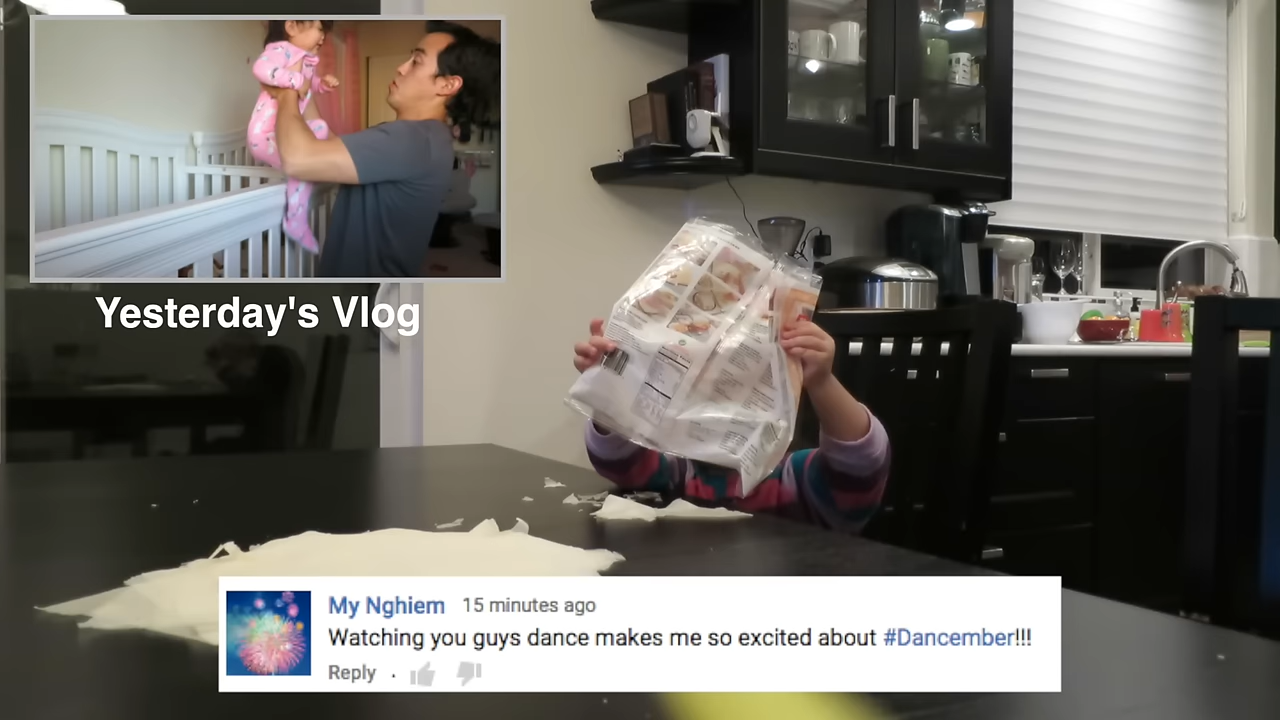 Yesterday's Vlog
My Nghiem 15 minutes ago
Watching you guys dance makes me so excited about #Dancember!!!
Reply .